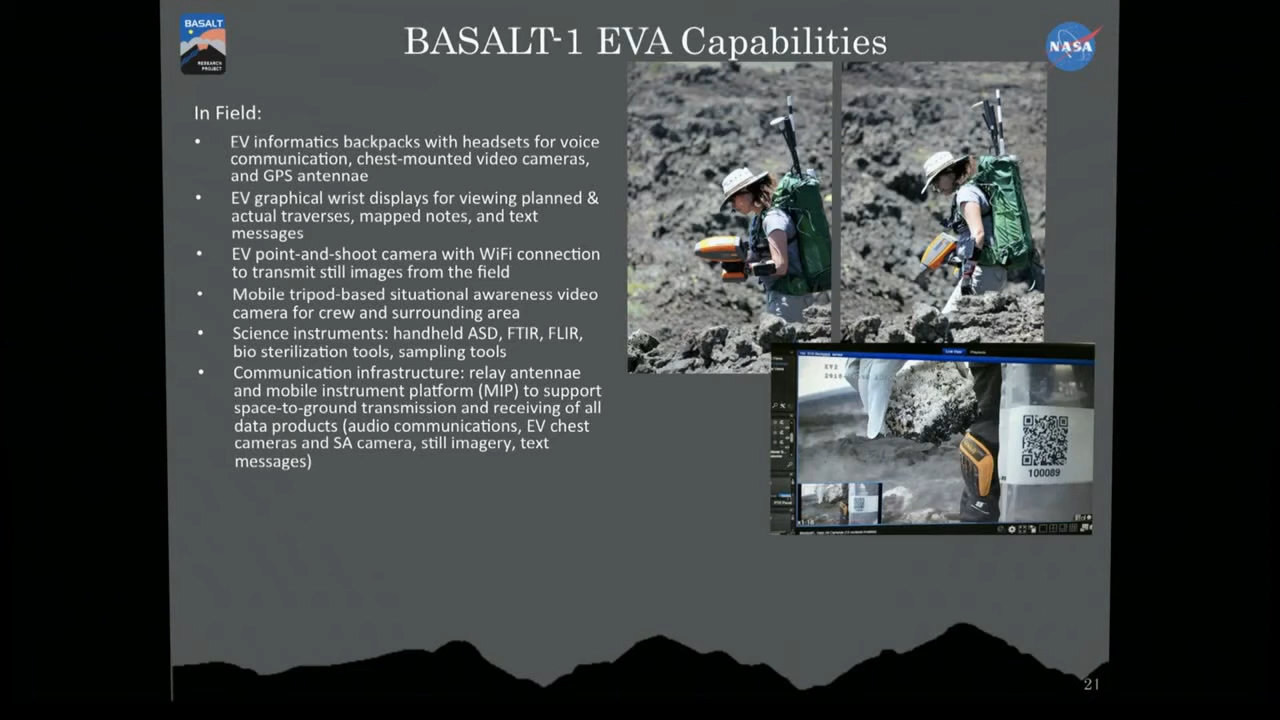 BASALT
RESEARCH
PROJECT
BASALT-1 EVA Capabilities
NASA
In Field:
• EV informatics backpacks with headsets for voice
communication, chest-mounted video cameras,
and GPS antennae
• EV graphical wrist displays for viewing planned &
actual traverses, mapped notes, and text
messages
• EV point-and-shoot camera with WiFi connection
to transmit still images from the field
• Mobile tripod-based situational awareness video
camera for crew and surrounding area
• Science instruments: handheld ASD, FTIR, FLIR,
bio sterilization tools, sampling tools
• Communication infrastructure: relay antennae
and mobile instrument platform (MIP) to support
space-to-ground transmission and receiving of all
data products (audio communications, EV chest
cameras and SA camera, still imagery, text
messages)
EV2
100089
21